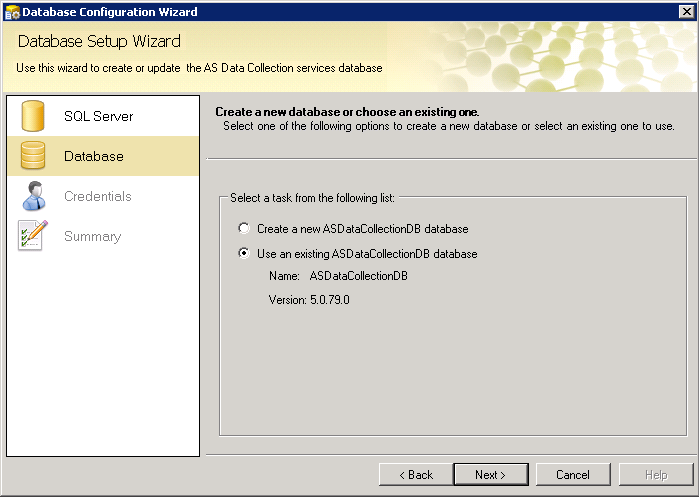 Database Configuration Wizard
Database Setup Wizard
Use this wizard to create or update the AS Data Collection services database
SQL Server
Database
Credentials
Summary
Create a new database or choose an existing one.
Select one of the following options to create a new database or select an existing one to use.
Select a task from the following list:
Create a new ASDataCollectionDB database
Use an existing ASDataCollectionDB database
Name: ASDataCollectionDB
Version: 5.0.79.0
< Back
Next >
Cancel
Help